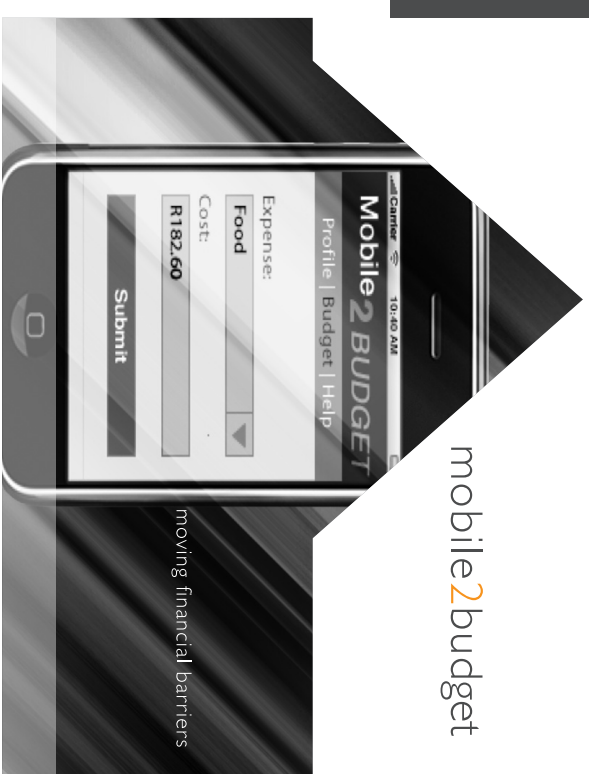 mobile2budget
Carrier 10:40 AM
Mobile2 BUDGET
Profile | Budget | Help
Expense:
Food
Cost:
R182.60
Submit
moving financial barriers